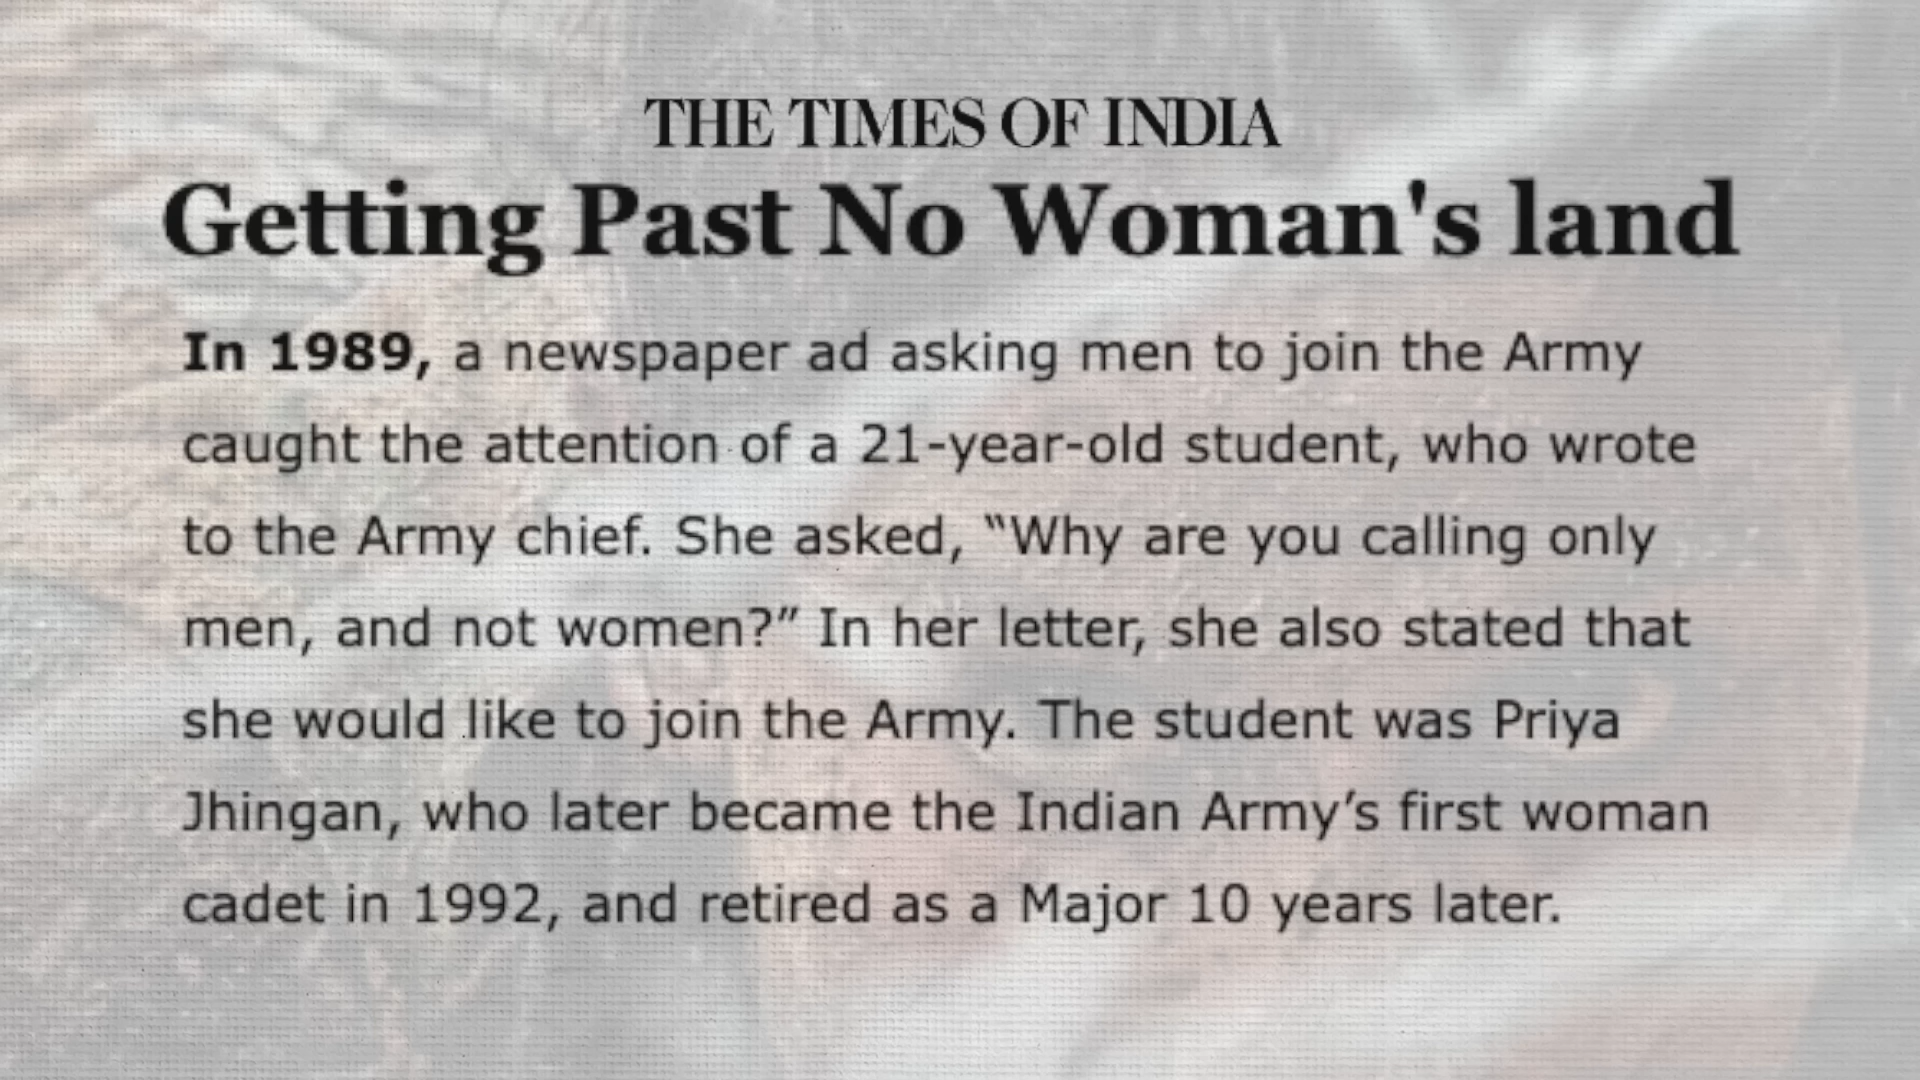 THE TIMES OF INDIA
Getting Past No Woman's land
In 1989, a newspaper ad asking men to join the Army
caught the attention of a 21-year-old student, who wrote
to the Army chief. She asked, “Why are you calling only
men, and not women?” In her letter, she also stated that
she would like to join the Army. The student was Priya
Jhingan, who later became the Indian Army’s first woman
cadet in 1992, and retired as a Major 10 years later.